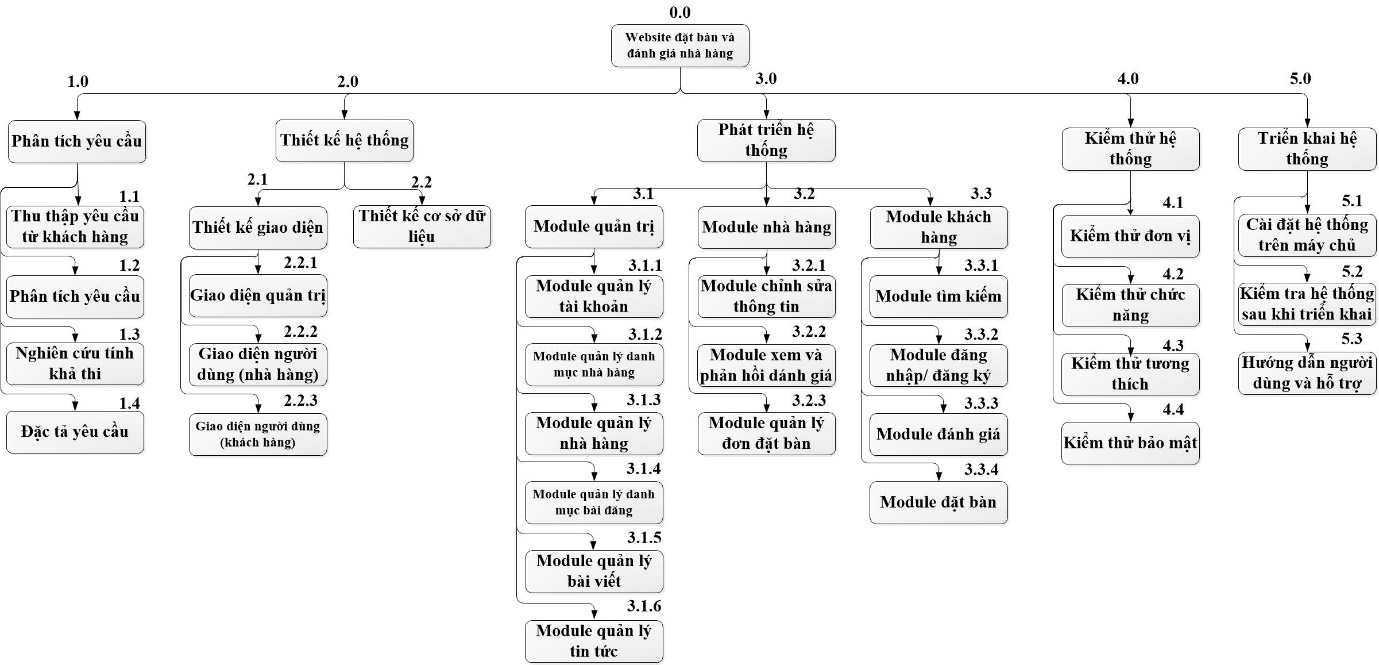 0.0
Website đặt bàn và
đánh giá nhà hàng
1.0
2.0
3.0
4.0
5.0
Phân tích yêu cầu
Thiết kế hệ thống
Phát triển hệ
thống
Kiểm thử hệ
thống
Triển khai hệ
thống
1.1
Thu thập yêu cầu
từ khách hàng
1.2
Phân tích yêu cầu
1.3
Nghiên cứu tính
khả thi
1.4
Đặc tả yêu cầu
2.1
Thiết kế giao diện
2.2
Thiết kế cơ sở dữ
liệu
2.2.1
Giao diện quản trị
2.2.2
Giao diện người
dùng (nhà hàng)
2.2.3
Giao diện người dùng
(khách hàng)
3.1
Module quản trị
3.1.1
Module quản lý
tài khoản
3.1.2
Module quản lý danh
mục nhà hàng
3.1.3
Module quản lý
nhà hàng
3.1.4
Module quản lý danh
mục bài đăng
3.1.5
Module quản lý
bài viết
3.1.6
Module quản lý
tin tức
3.2
Module nhà hàng
3.2.1
Module chỉnh sửa
thông tin
3.2.2
Module xem và
phản hồi đánh giá
3.2.3
Module quản lý
đơn đặt bàn
3.3
Module khách
hàng
3.3.1
Module tìm kiếm
3.3.2
Module đăng
nhập/ đăng ký
3.3.3
Module đánh giá
3.3.4
Module đặt bàn
4.1
Kiểm thử đơn vị
4.2
Kiểm thử chức
năng
4.3
Kiểm thử tương
thích
4.4
Kiểm thử bảo mật
5.1
Cài đặt hệ thống
trên máy chủ
5.2
Kiểm tra hệ thống
sau khi triển khai
5.3
Hướng dẫn người
dùng và hỗ trợ